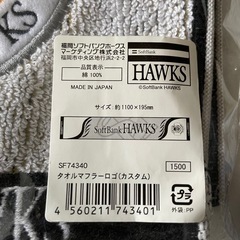 KS
福岡ソフトバンクホークス
マーケティング株式会社
福岡市中央区地行浜2-2-2
品質表示
綿 100%
MADE IN JAPAN
SoftBank
HAWKS
©SoftBank HAWKS
サイズ:約1100×195mm
SoftBank HAWKS
SF74340
1500
タオルマフラーロゴ(カスタム)
4 560211 743401
プラ
外袋:PP